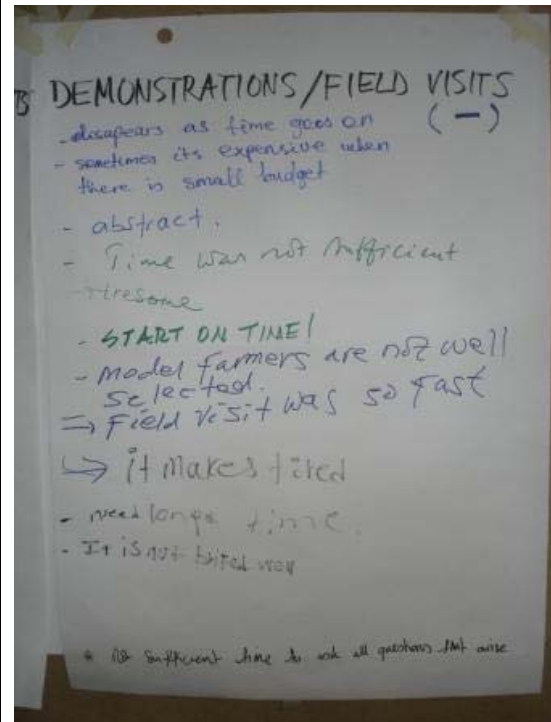 DEMONSTRATIONS/FIELD VISITS
(-)
- disapears as time goes on
- sometimes its expensive when
there is small budget
- abstract.
- Time was not sufficient
- tiresome
- START ON TIME!
- Model farmers are not well
selected.
⇒ Field visit was so fast
↳ it makes tired
- need longe time.
- It is not
* Not sufficient time to ask all questions that arise